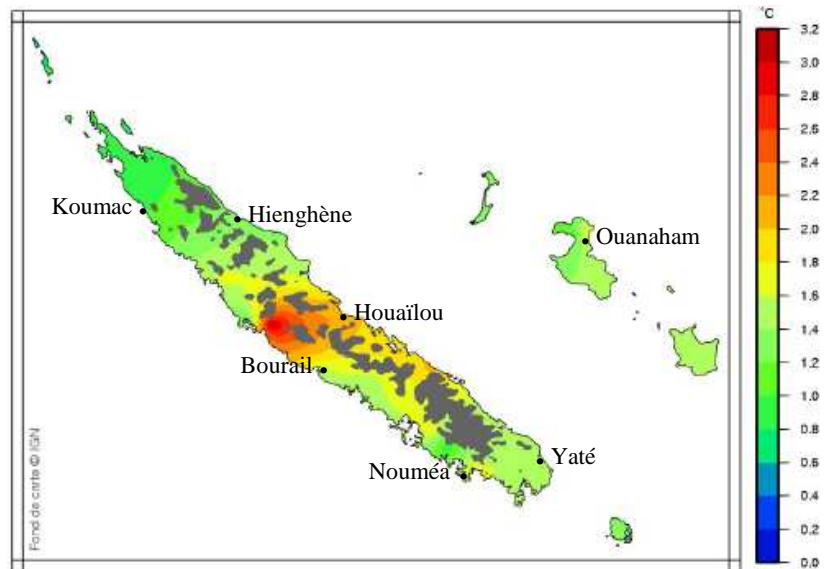 °C
3.2
3.0
2.8
2.6
2.4
2.2
2.0
1.8
1.6
1.4
1.2
1.0
0.8
0.6
0.4
0.2
0.0
Koumac
Hienghène
Ouanaham
Houaïlou
Bourail
Nouméa
Yaté
Fond de carte © IGN